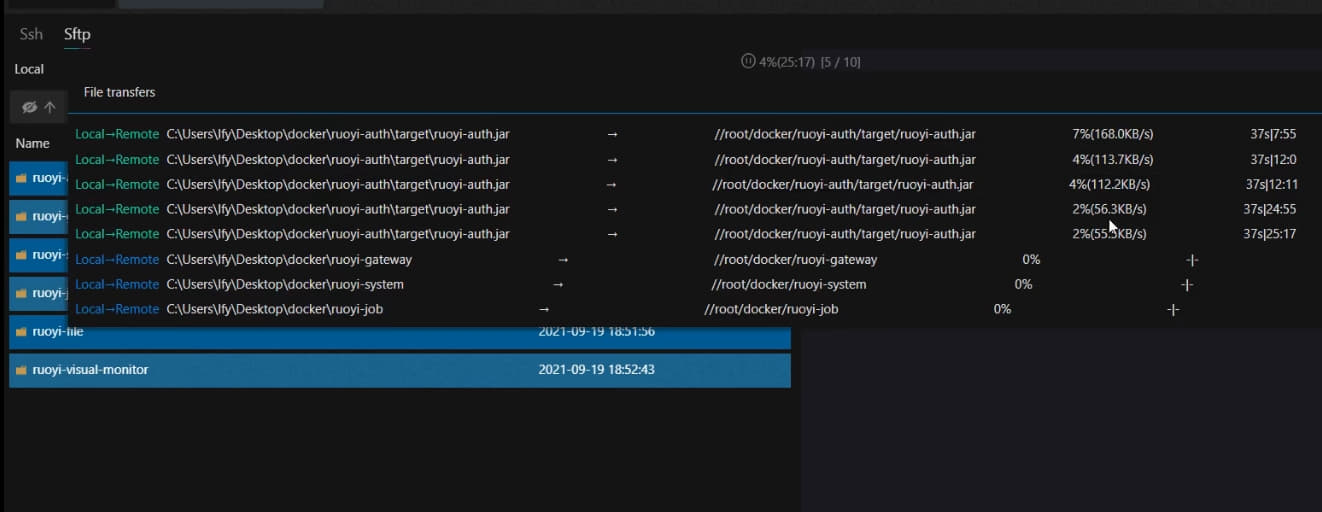 Ssh Sftp
Local
4%(25:17) [5 / 10]
File transfers
Name
Local→Remote C:\Users\lfy\Desktop\docker\ruoyi-auth\target\ruoyi-auth.jar → //root/docker/ruoyi-auth/target/ruoyi-auth.jar 7%(168.0KB/s) 37s|7:55
Local→Remote C:\Users\lfy\Desktop\docker\ruoyi-auth\target\ruoyi-auth.jar → //root/docker/ruoyi-auth/target/ruoyi-auth.jar 4%(113.7KB/s) 37s|12:0
ruoyi-
Local→Remote C:\Users\lfy\Desktop\docker\ruoyi-auth\target\ruoyi-auth.jar → //root/docker/ruoyi-auth/target/ruoyi-auth.jar 4%(112.2KB/s) 37s|12:11
Local→Remote C:\Users\lfy\Desktop\docker\ruoyi-auth\target\ruoyi-auth.jar → //root/docker/ruoyi-auth/target/ruoyi-auth.jar 2%(56.3KB/s) 37s|24:55
ruoyi-
Local→Remote C:\Users\lfy\Desktop\docker\ruoyi-auth\target\ruoyi-auth.jar → //root/docker/ruoyi-auth/target/ruoyi-auth.jar 2%(55.5KB/s) 37s|25:17
ruoyi-
Local→Remote C:\Users\lfy\Desktop\docker\ruoyi-gateway → //root/docker/ruoyi-gateway 0% -|-
Local→Remote C:\Users\lfy\Desktop\docker\ruoyi-system → //root/docker/ruoyi-system 0% -|-
ruoyi-j
Local→Remote C:\Users\lfy\Desktop\docker\ruoyi-job → //root/docker/ruoyi-job 0% -|-
ruoyi-file 2021-09-19 18:51:56
ruoyi-visual-monitor 2021-09-19 18:52:43